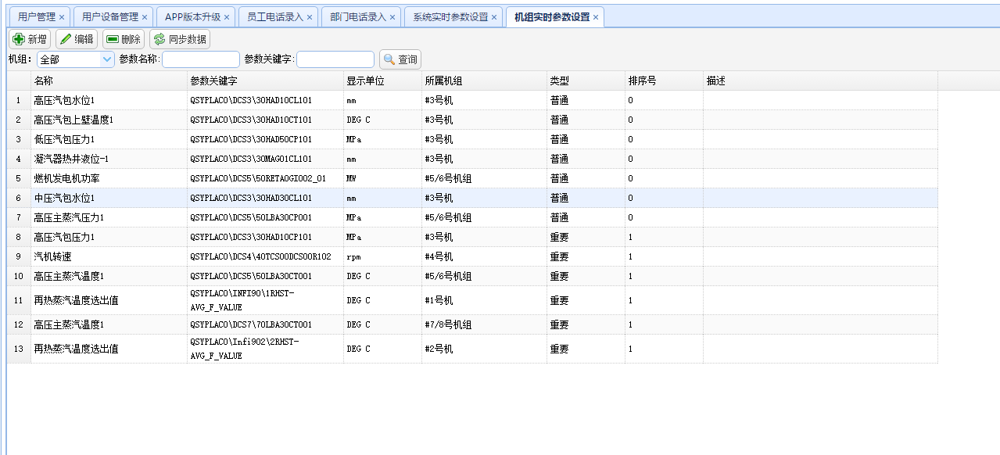 用户管理 × 用户设备管理 × APP版本升级 × 员工电话录入 × 部门电话录入 × 系统实时参数设置 × 机组实时参数设置 ×
新增 编辑 删除 同步数据
机组： 全部 参数名称: 参数关键字: 查询
名称 参数关键字 显示单位 所属机组 类型 排序号 描述
1 高压汽包水位1 QSYPLACO\DCS3\30HAD10CL101 mm #3号机 普通 0
2 高压汽包上壁温度1 QSYPLACO\DCS3\30HAD10CT101 DEG C #3号机 普通 0
3 低压汽包压力1 QSYPLACO\DCS3\30HAD50CP101 MPa #3号机 普通 0
4 凝汽器热井液位-1 QSYPLACO\DCS3\30MAG01CL101 mm #3号机 普通 0
5 燃机发电机功率 QSYPLACO\DCS5\50RETAOGI002_01 MW #5/6号机组 普通 0
6 中压汽包水位1 QSYPLACO\DCS3\30HAD30CL101 mm #3号机 普通 0
7 高压主蒸汽压力1 QSYPLACO\DCS5\50LBA30CP001 MPa #5/6号机组 普通 0
8 高压汽包压力1 QSYPLACO\DCS3\30HAD10CP101 MPa #3号机 重要 1
9 汽机转速 QSYPLACO\DCS4\40TCS00DCS00R102 rpm #4号机 重要 1
10 高压主蒸汽温度1 QSYPLACO\DCS5\50LBA30CT001 DEG C #5/6号机组 重要 1
11 再热蒸汽温度选出值 QSYPLACO\INFI90\1RHST-
AVG_F_VALUE DEG C #1号机 重要 1
12 高压主蒸汽温度1 QSYPLACO\DCS7\70LBA30CT001 DEG C #7/8号机组 重要 1
13 再热蒸汽温度选出值 QSYPLACO\Infi902\2RHST-
AVG_F_VALUE DEG C #2号机 重要 1